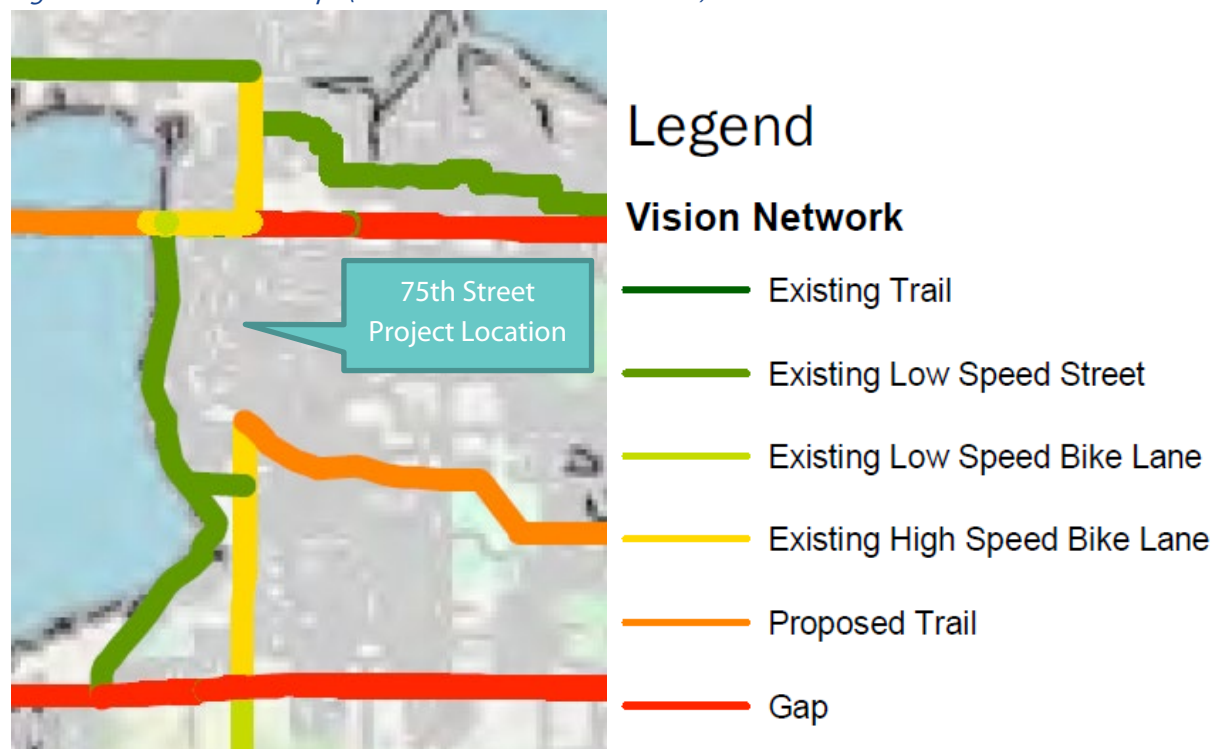 Legend
Vision Network
75th Street
Project Location
Existing Trail
Existing Low Speed Street
Existing Low Speed Bike Lane
Existing High Speed Bike Lane
Proposed Trail
Gap